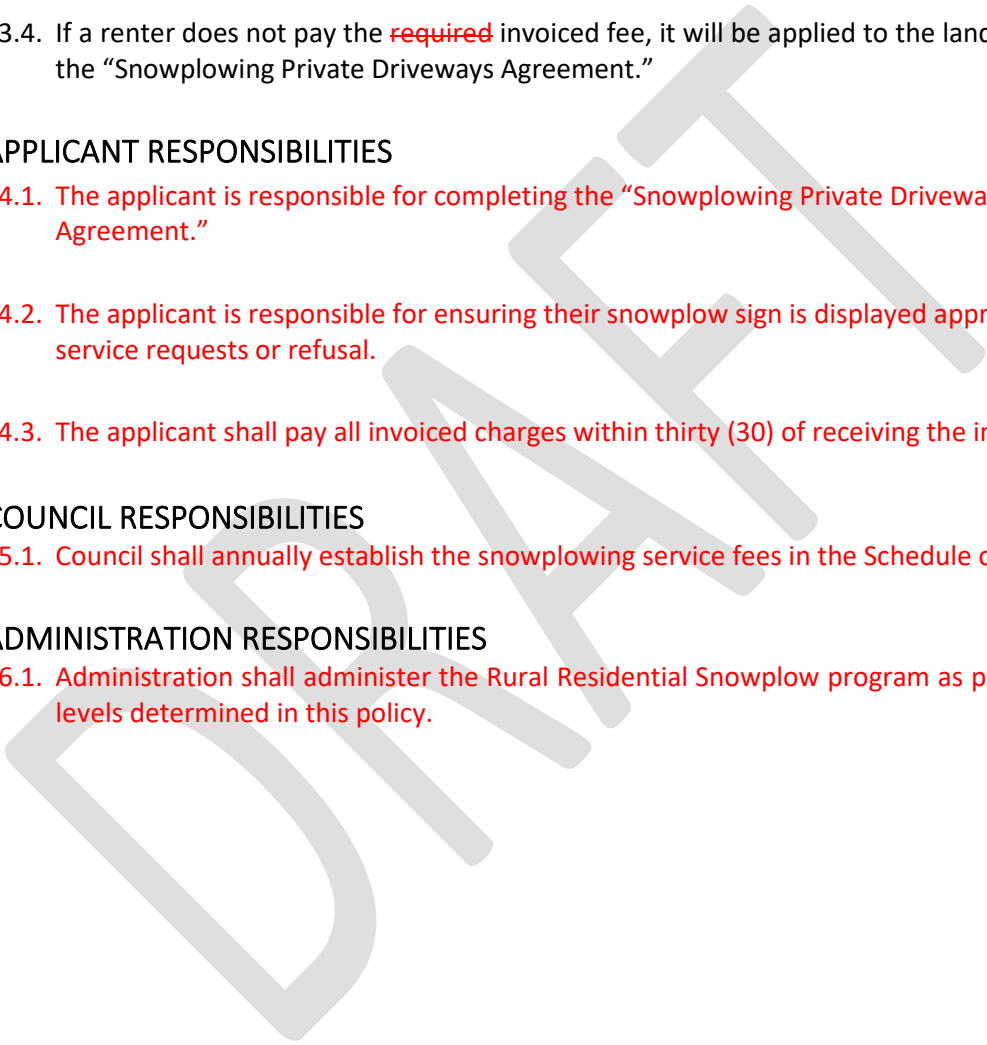 3.4. If a renter does not pay the required invoiced fee, it will be applied to the land
the “Snowplowing Private Driveways Agreement.”
APPLICANT RESPONSIBILITIES
4.1. The applicant is responsible for completing the “Snowplowing Private Drivewa
Agreement.”
4.2. The applicant is responsible for ensuring their snowplow sign is displayed appr
service requests or refusal.
4.3. The applicant shall pay all invoiced charges within thirty (30) of receiving the in
COUNCIL RESPONSIBILITIES
5.1. Council shall annually establish the snowplowing service fees in the Schedule o
ADMINISTRATION RESPONSIBILITIES
6.1. Administration shall administer the Rural Residential Snowplow program as p
levels determined in this policy.
DRAFT